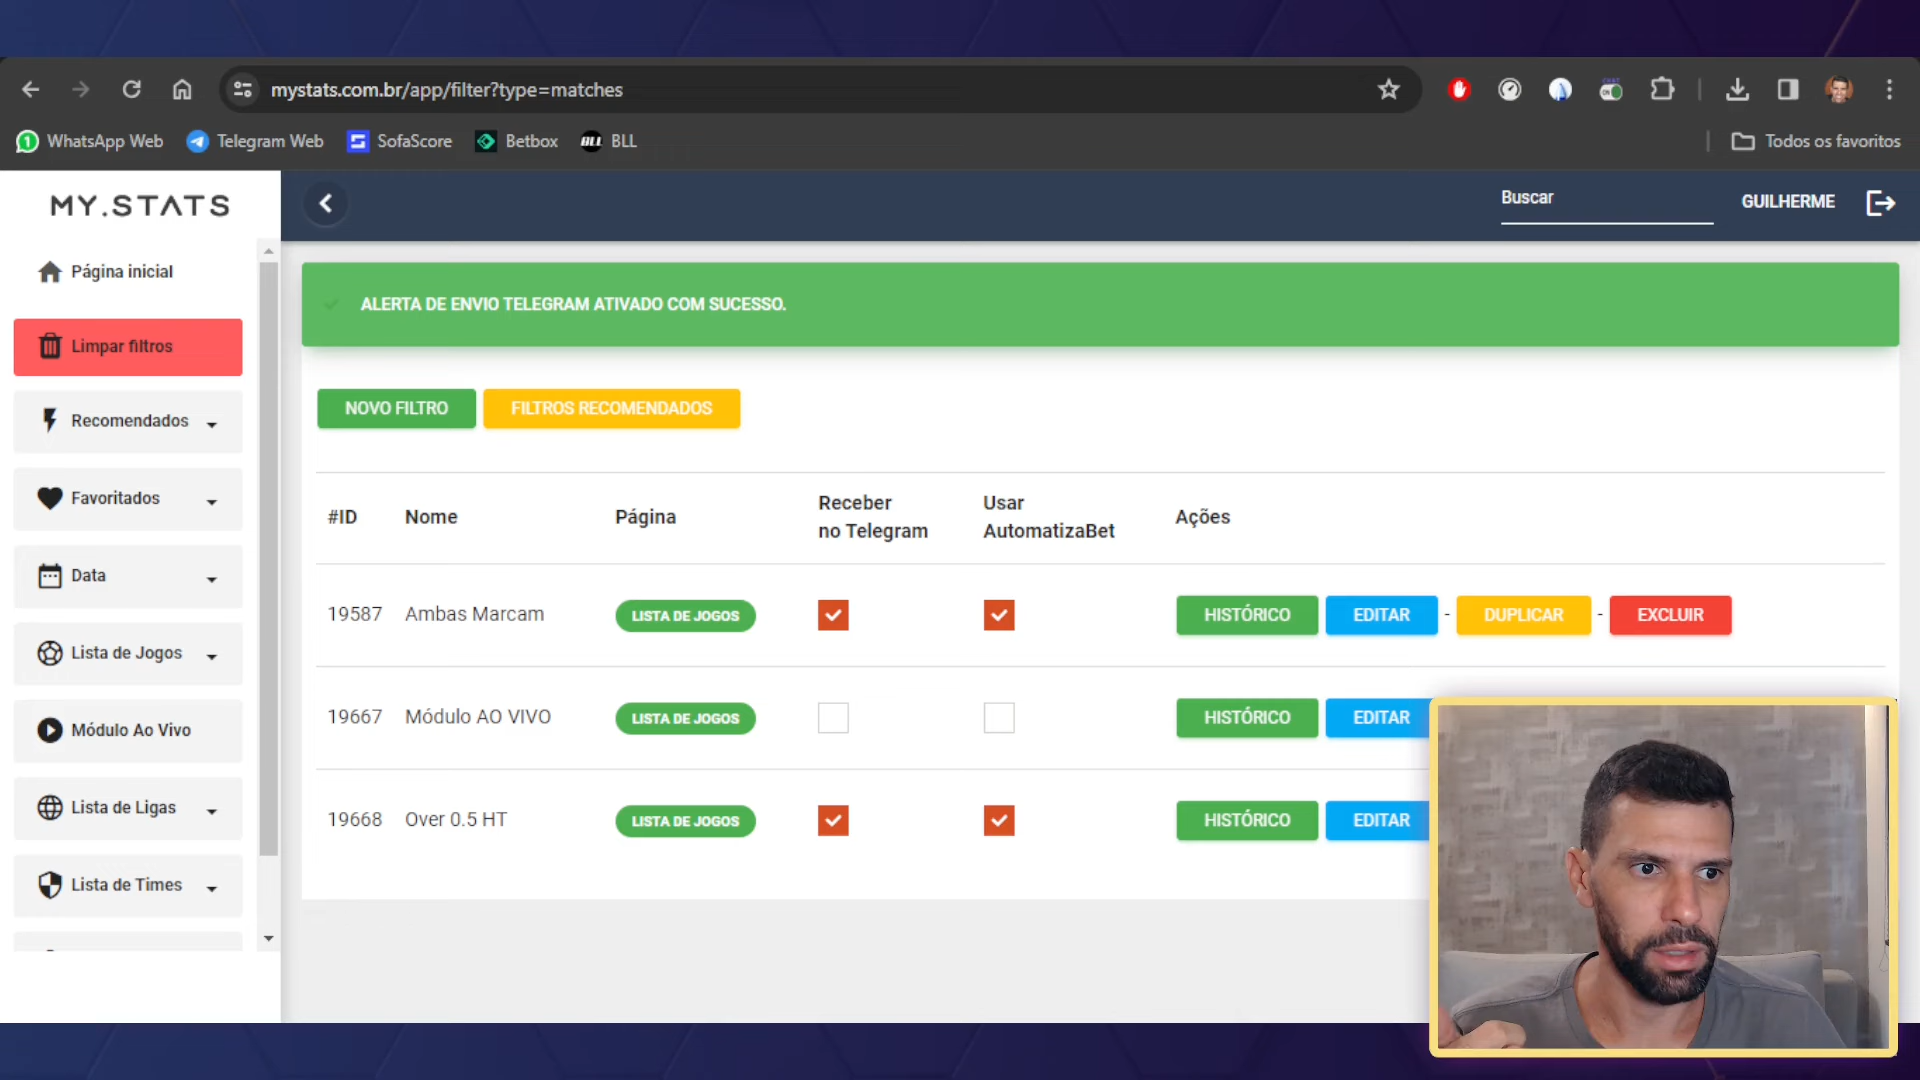 mystats.com.br/app/filter?type=matches
WhatsApp Web
Telegram Web
SofaScore
Betbox
BLL
BLL
Todos os favoritos
MY.STATS
Buscar
GUILHERME
Página inicial
Limpar filtros
Recomendados
Favoritados
Data
Lista de Jogos
Módulo Ao Vivo
Lista de Ligas
Lista de Times
ALERTA DE ENVIO TELEGRAM ATIVADO COM SUCESSO.
NOVO FILTRO
FILTROS RECOMENDADOS
#ID
Nome
Página
Receber
no Telegram
Usar
AutomatizaBet
Ações
19587
Ambas Marcam
LISTA DE JOGOS
HISTÓRICO
EDITAR
-
DUPLICAR
-
EXCLUIR
19667
Módulo AO VIVO
LISTA DE JOGOS
HISTÓRICO
EDITAR
19668
Over 0.5 HT
LISTA DE JOGOS
HISTÓRICO
EDITAR